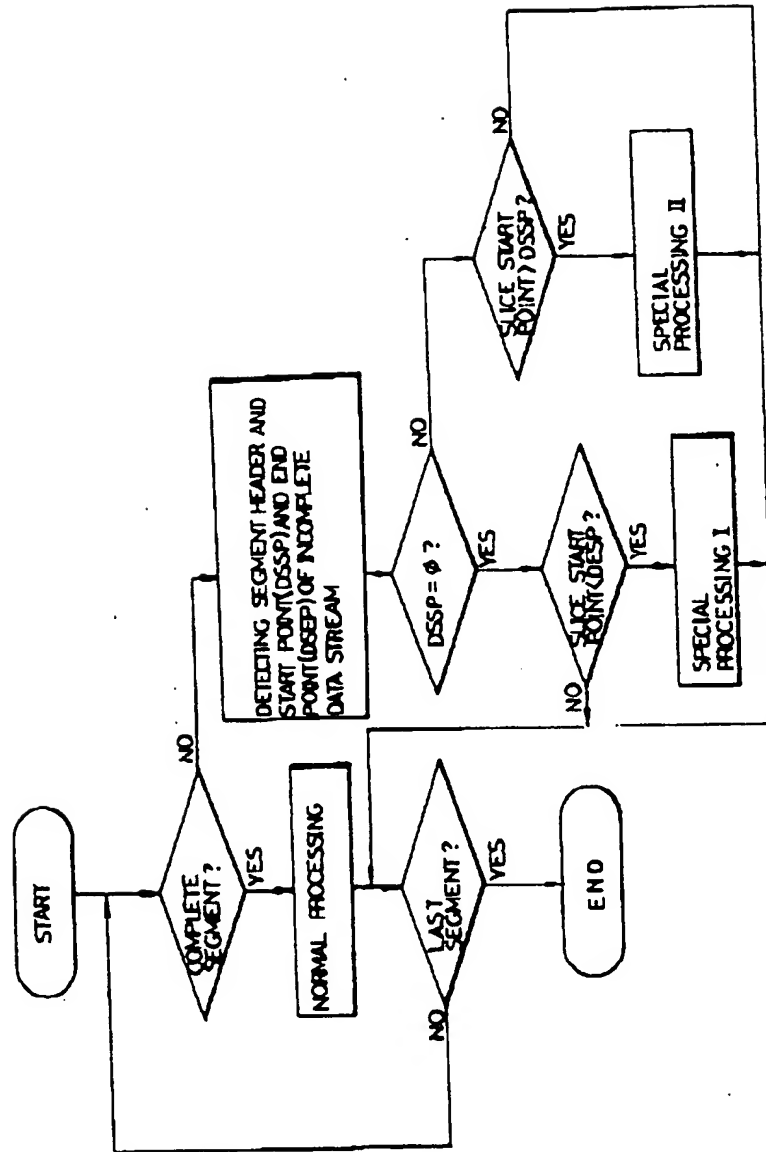 START
COMPLETE
SEGMENT?
NO
YES
NORMAL PROCESSING
LAST
SEGMENT?
NO
YES
END
DETECTING SEGMENT HEADER AND
START POINT(DSSP) AND END
POINT(DSEP) OF INCOMPLETE
DATA STREAM
DSSP=ø?
NO
YES
SLICE START
POINT<DESP?
NO
YES
SPECIAL
PROCESSING I
SLICE START
POINT>DSSP?
NO
YES
SPECIAL
PROCESSING II